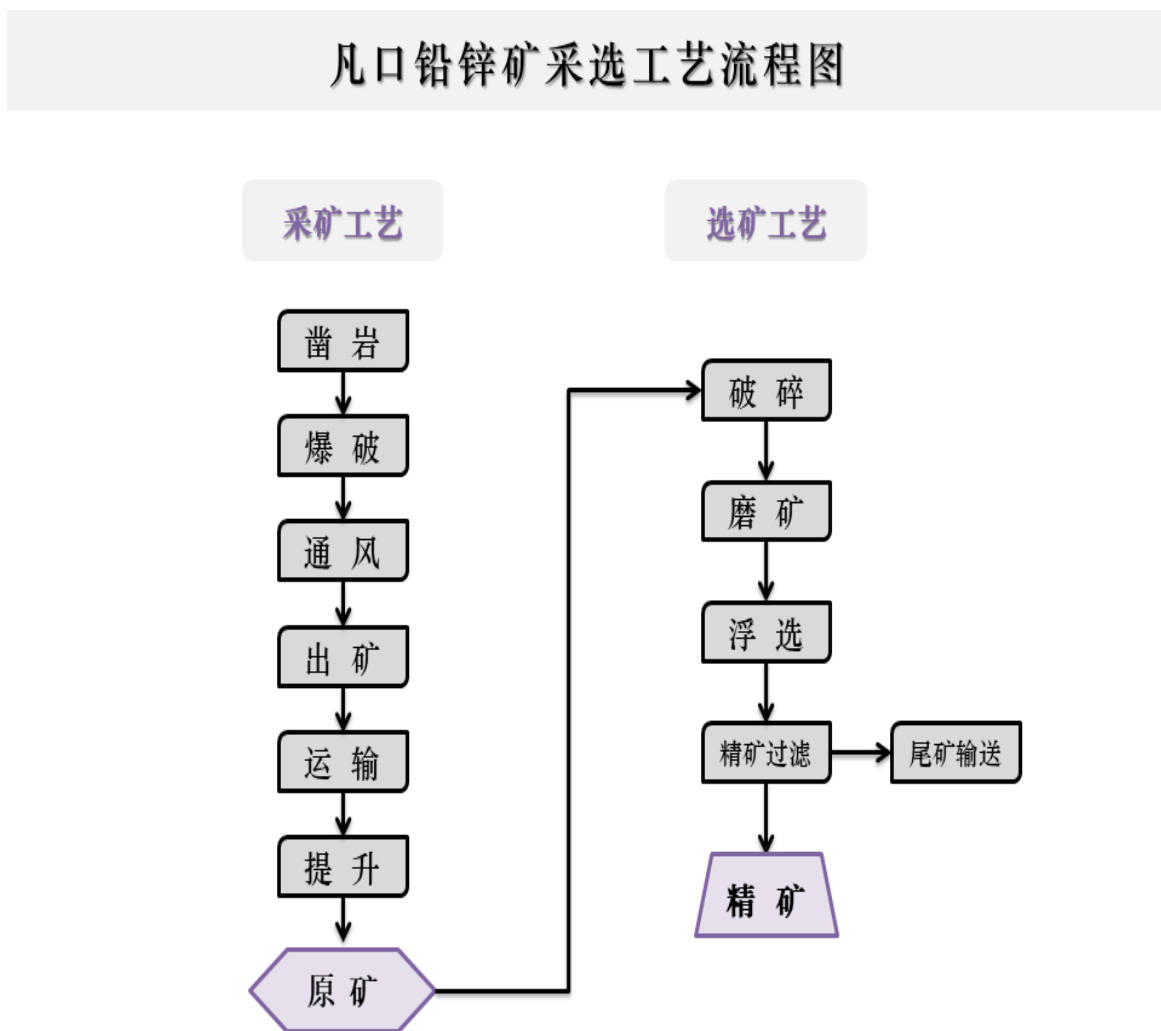 凡口铅锌矿采选工艺流程图
采矿工艺
凿岩
爆破
通风
出矿
运输
提升
原矿
选矿工艺
破碎
磨矿
浮选
精矿过滤
尾矿输送
精矿